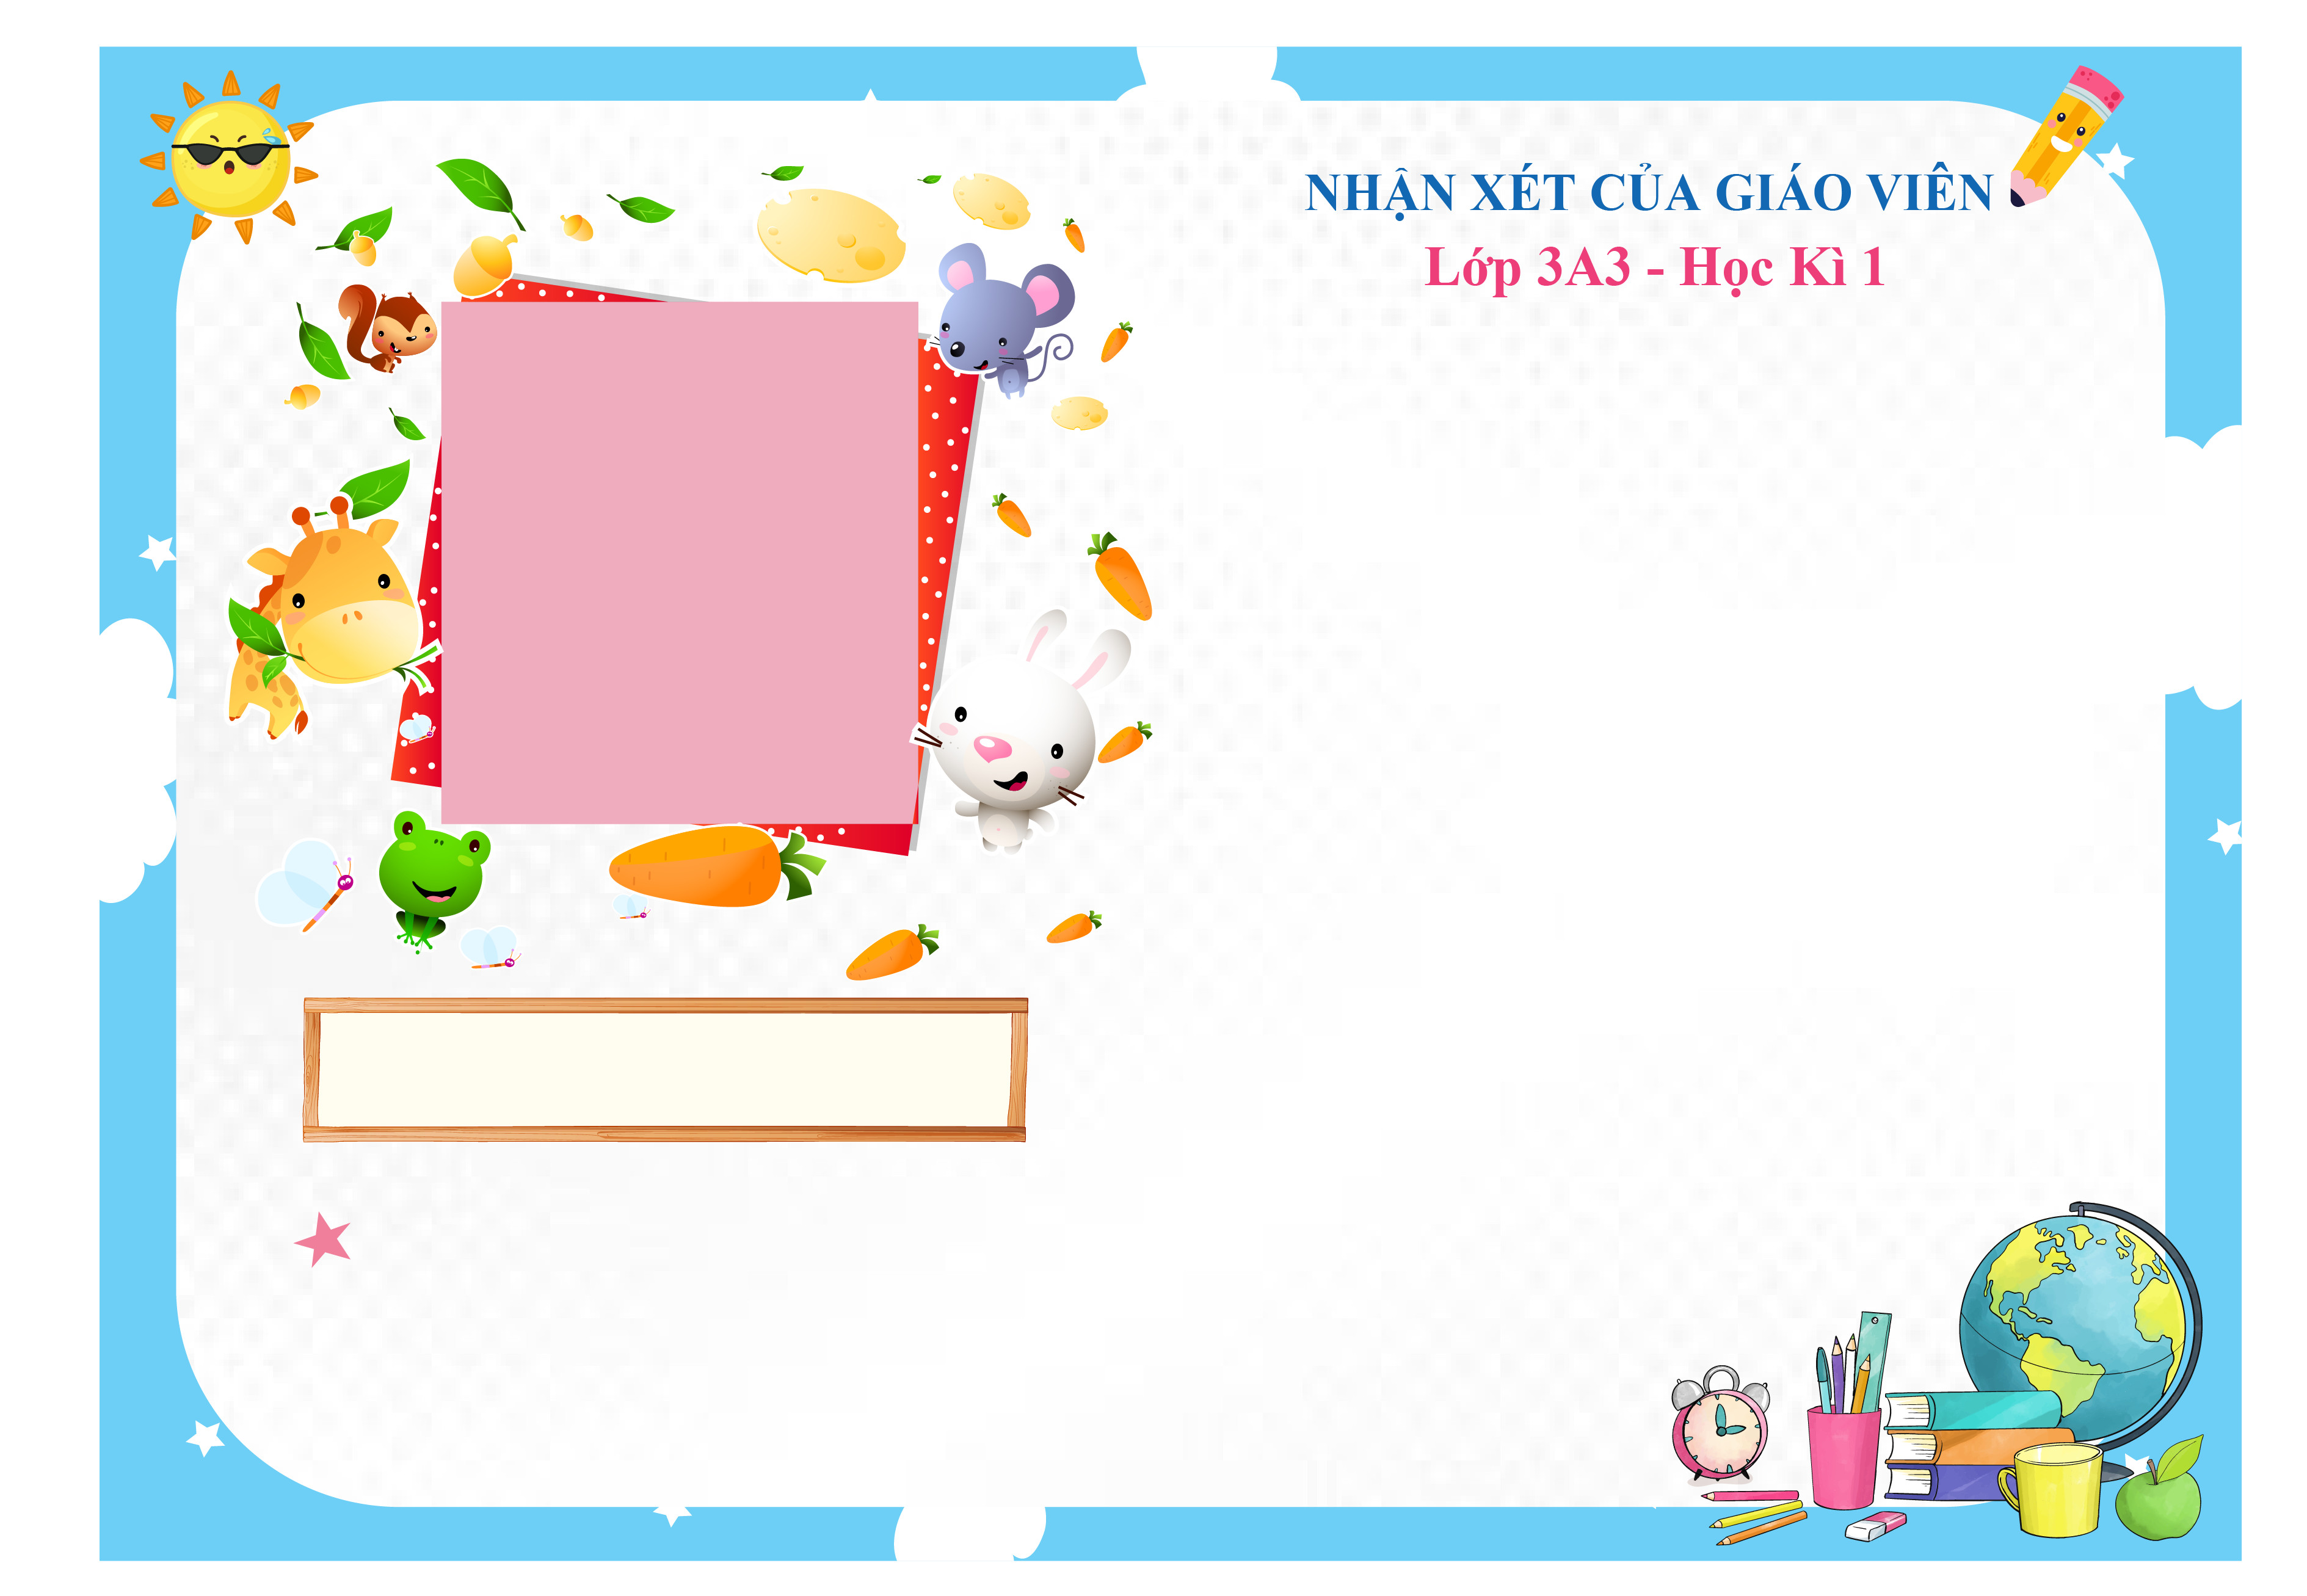 NHẬN XÉT CỦA GIÁO VIÊN
Lớp 3A3 - Học Kì 1